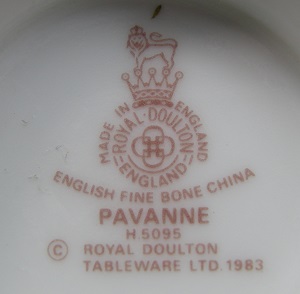 MADE IN ENGLAND
ROYAL DOULTON
ENGLAND
ENGLISH FINE BONE CHINA
PAVANNE
H.5095
© ROYAL DOULTON
TABLEWARE LTD. 1983